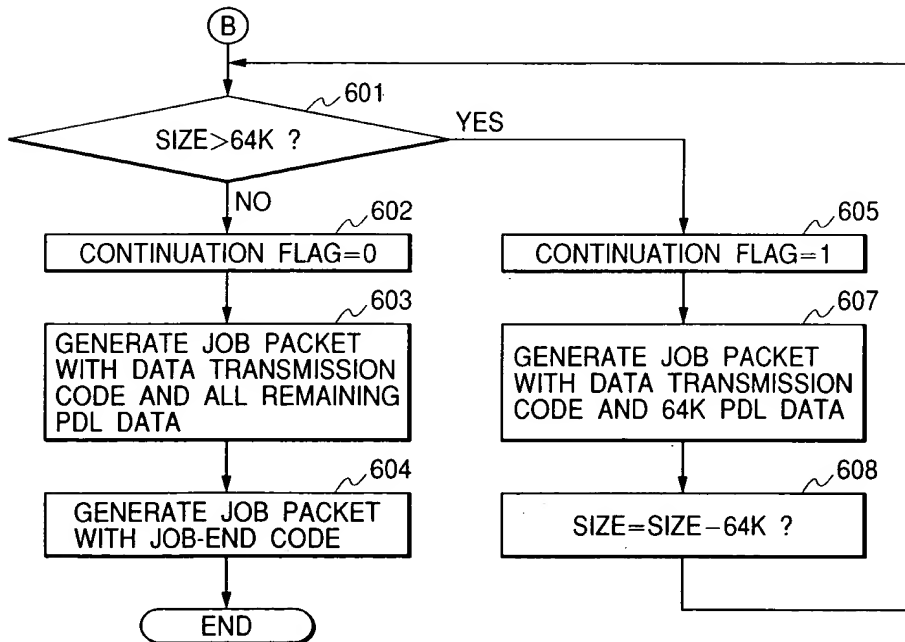 B
601
SIZE>64K ?
YES
NO
602
CONTINUATION FLAG=0
603
GENERATE JOB PACKET
WITH DATA TRANSMISSION
CODE AND ALL REMAINING
PDL DATA
604
GENERATE JOB PACKET
WITH JOB-END CODE
END
605
CONTINUATION FLAG=1
607
GENERATE JOB PACKET
WITH DATA TRANSMISSION
CODE AND 64K PDL DATA
608
SIZE=SIZE-64K ?